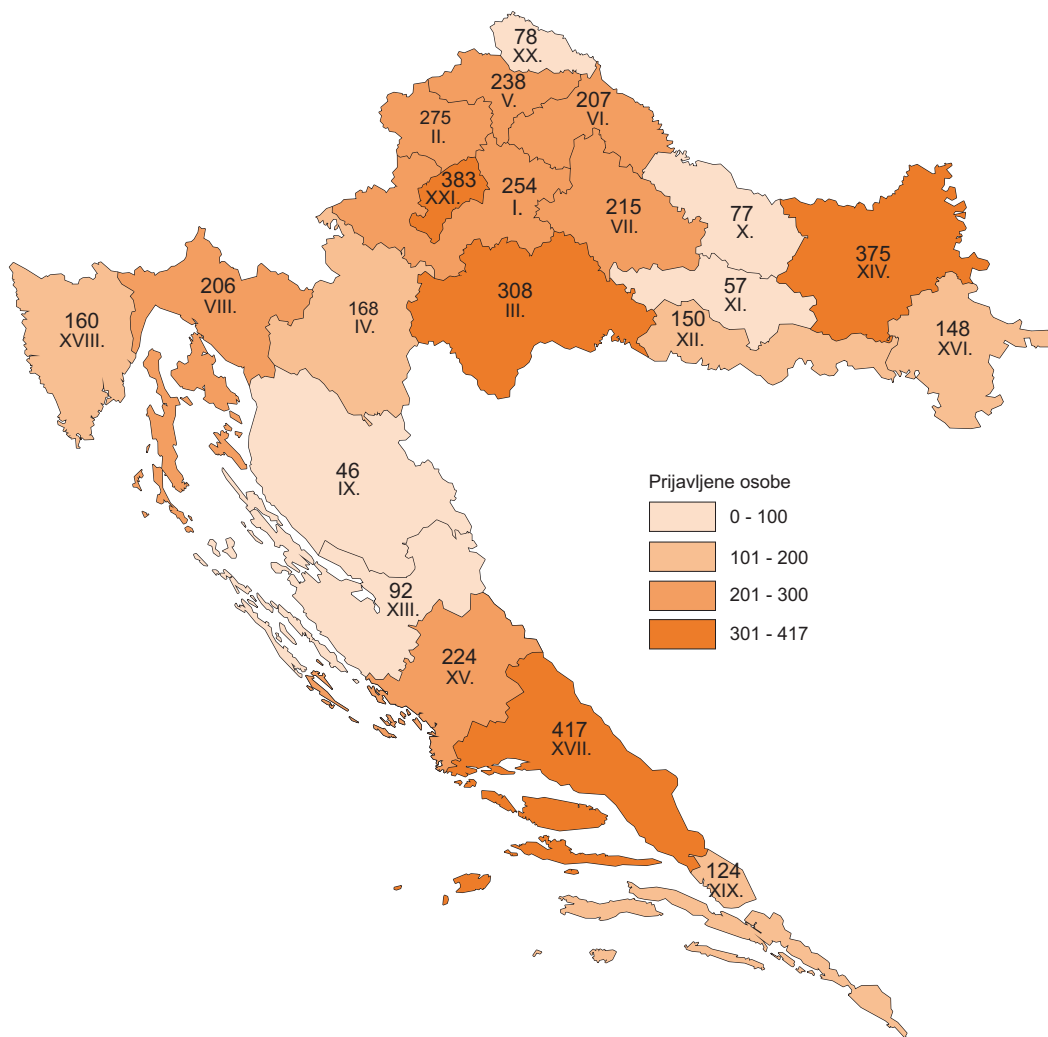 78
XX.
238
V.
207
VI.
275
II.
383
XXI.
254
I.
215
VII.
77
X.
375
XIV.
206
VIII.
308
III.
57
XI.
160
XVIII.
168
IV.
150
XII.
148
XVI.
46
IX.
Prijavljene osobe
0 - 100
101 - 200
201 - 300
301 - 417
92
XIII.
224
XV.
417
XVII.
124
XIX.